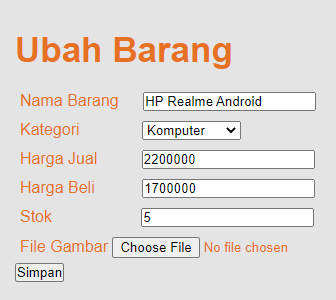 Ubah Barang
Nama Barang HP Realme Android
Kategori Komputer
Harga Jual 2200000
Harga Beli 1700000
Stok 5
File Gambar Choose File No file chosen
Simpan